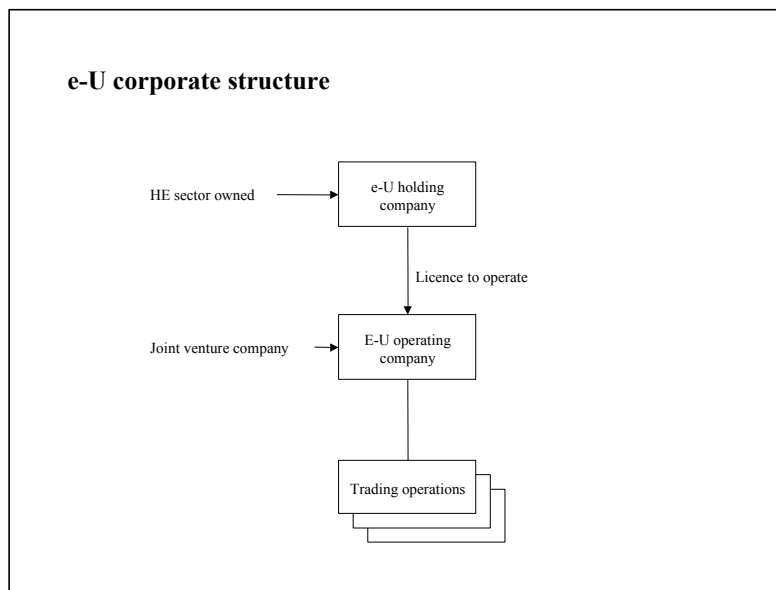 e-U corporate structure
HE sector owned
e-U holding
company
Licence to operate
Joint venture company
E-U operating
company
Trading operations